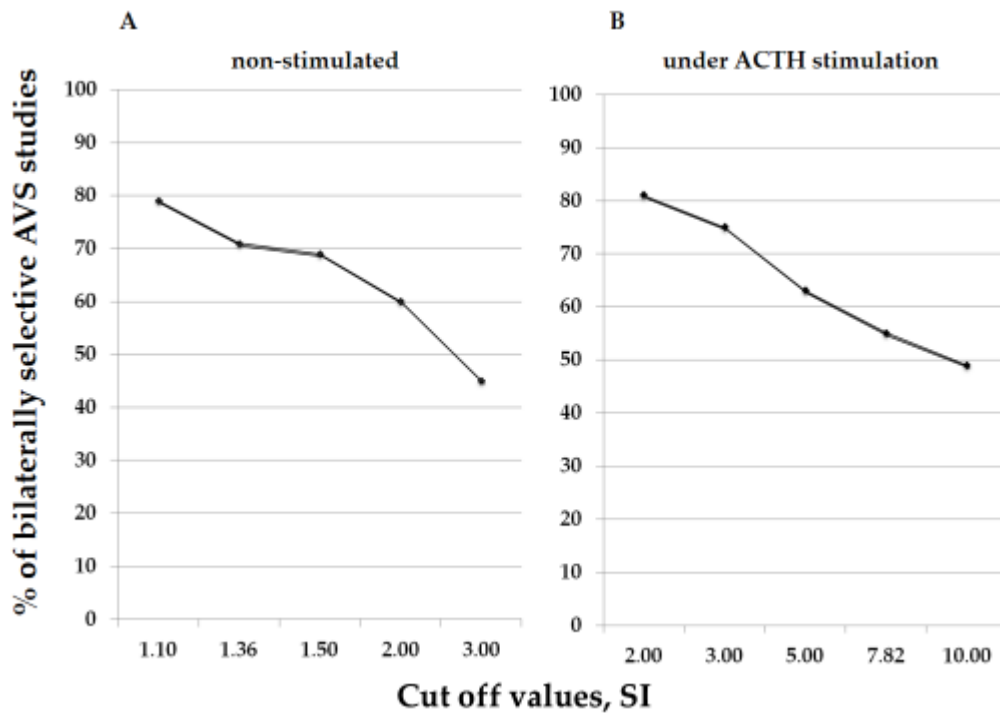 A
non-stimulated
% of bilaterally selective AVS studies
100
90
80
70
60
50
40
30
20
10
0
1.10 1.36 1.50 2.00 3.00
B
under ACTH stimulation
100
90
80
70
60
50
40
30
20
10
0
2.00 3.00 5.00 7.82 10.00
Cut off values, SI